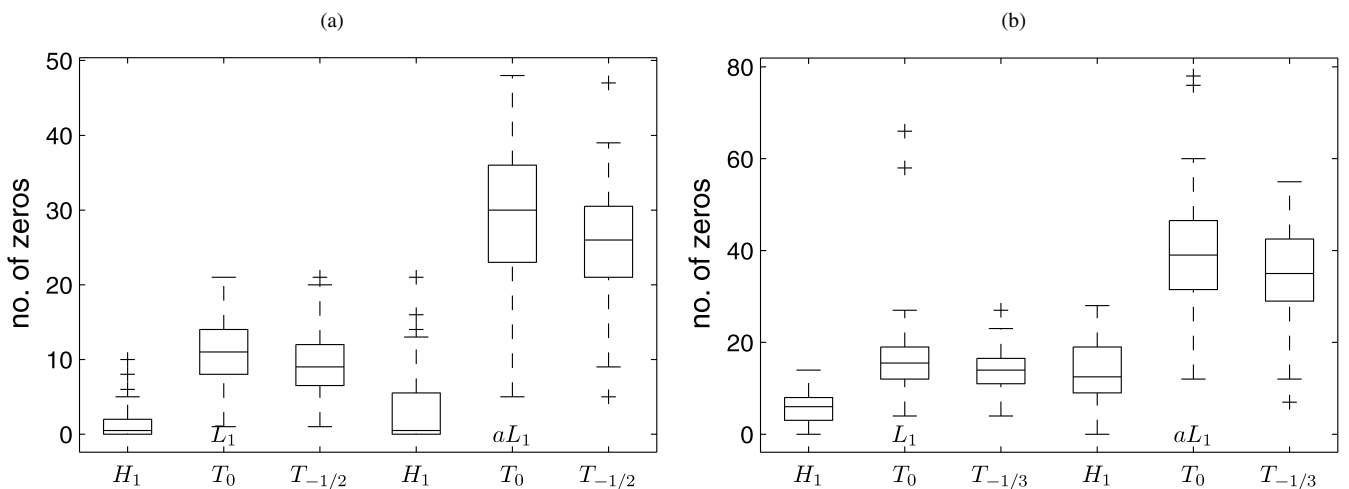 (a)
50
40
30
20
10
0
no. of zeros
L₁
aL₁
H₁ T₀ T₋₁/₂ H₁ T₀ T₋₁/₂
(b)
80
60
40
20
0
no. of zeros
L₁
aL₁
H₁ T₀ T₋₁/₃ H₁ T₀ T₋₁/₃